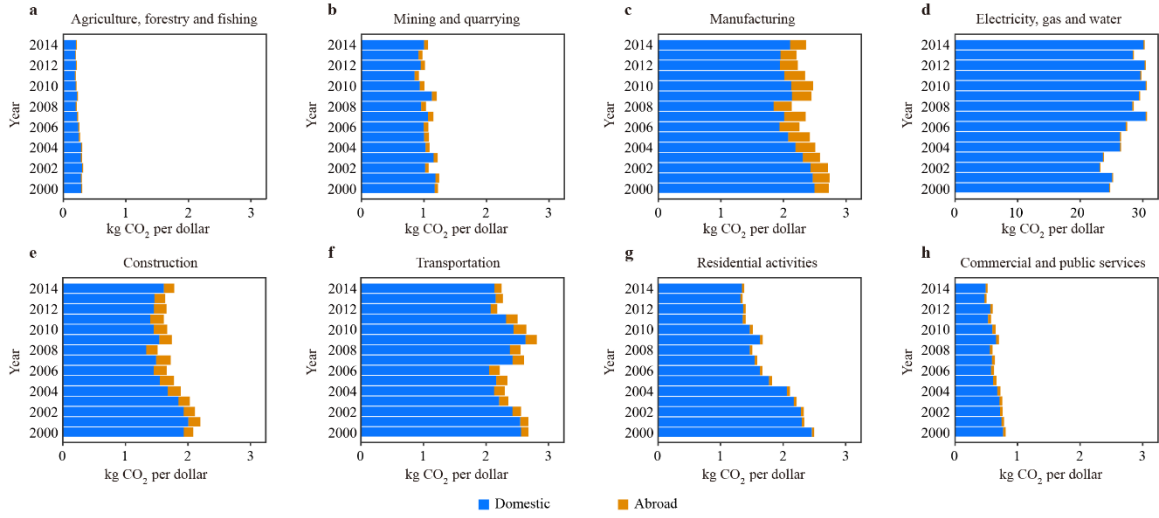 a Agriculture, forestry and fishing
Year
2014
2012
2010
2008
2006
2004
2002
2000
0 1 2 3
kg CO₂ per dollar
b Mining and quarrying
Year
2014
2012
2010
2008
2006
2004
2002
2000
0 1 2 3
kg CO₂ per dollar
c Manufacturing
Year
2014
2012
2010
2008
2006
2004
2002
2000
0 1 2 3
kg CO₂ per dollar
d Electricity, gas and water
Year
2014
2012
2010
2008
2006
2004
2002
2000
0 10 20 30
kg CO₂ per dollar
e Construction
Year
2014
2012
2010
2008
2006
2004
2002
2000
0 1 2 3
kg CO₂ per dollar
f Transportation
Year
2014
2012
2010
2008
2006
2004
2002
2000
0 1 2 3
kg CO₂ per dollar
g Residential activities
Year
2014
2012
2010
2008
2006
2004
2002
2000
0 1 2 3
kg CO₂ per dollar
h Commercial and public services
Year
2014
2012
2010
2008
2006
2004
2002
2000
0 1 2 3
kg CO₂ per dollar
Domestic Abroad